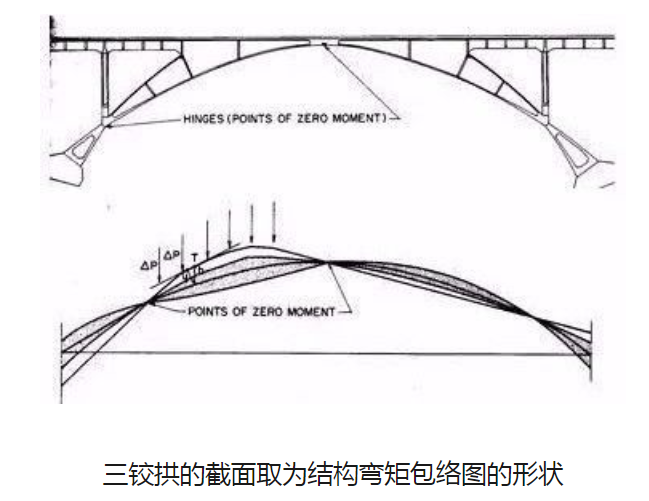 HINGES (POINTS OF ZERO MOMENT)
ΔP ΔP T
h
POINTS OF ZERO MOMENT
三铰拱的截面取为结构弯矩包络图的形状